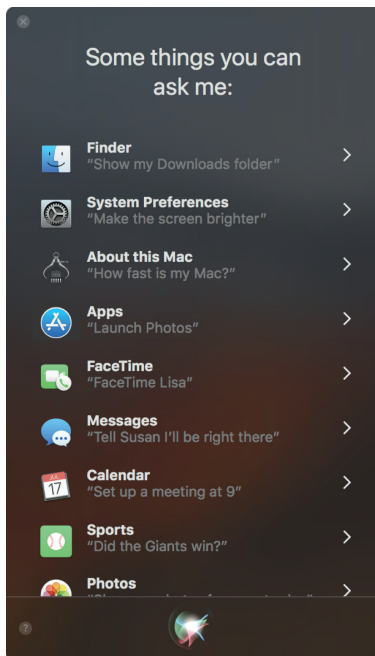 Some things you can
ask me:
Finder
“Show my Downloads folder”
System Preferences
“Make the screen brighter”
About this Mac
“How fast is my Mac?”
Apps
“Launch Photos”
FaceTime
“FaceTime Lisa”
Messages
“Tell Susan I’ll be right there”
Calendar
“Set up a meeting at 9”
JUL
17
Sports
“Did the Giants win?”
Photos
?